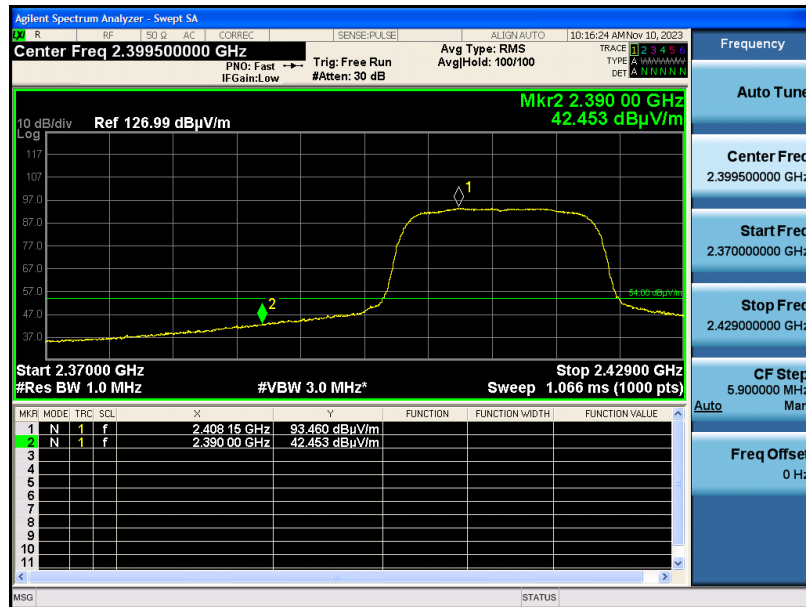 Agilent Spectrum Analyzer - Swept SA
LXI R RF 50 Ω AC CORREC SENSE:PULSE ALIGN AUTO 10:16:24 AM Nov 10, 2023
Center Freq 2.399500000 GHz
PNO: Fast
IFGain:Low
Trig: Free Run
#Atten: 30 dB
Avg Type: RMS
Avg|Hold: 100/100
TRACE 1 2 3 4 5 6
TYPE A WWWWW
DET A N N N N N
Mkr2 2.390 00 GHz
42.453 dBµV/m
10 dB/div Ref 126.99 dBµV/m
Log
117
107
97.0
87.0
77.0
67.0
57.0
47.0
37.0
1
2
54.00 dBµV/m
Start 2.37000 GHz Stop 2.42900 GHz
#Res BW 1.0 MHz #VBW 3.0 MHz* Sweep 1.066 ms (1000 pts)
MKR MODE TRC SCL X Y FUNCTION FUNCTION WIDTH FUNCTION VALUE
1 N 1 f 2.408 15 GHz 93.460 dBµV/m
2 N 1 f 2.390 00 GHz 42.453 dBµV/m
3
4
5
6
7
8
9
10
11
MSG STATUS
Frequency
Auto Tune
Center Freq
2.399500000 GHz
Start Freq
2.370000000 GHz
Stop Freq
2.429000000 GHz
CF Step
5.900000 MHz
Auto Man
Freq Offset
0 Hz